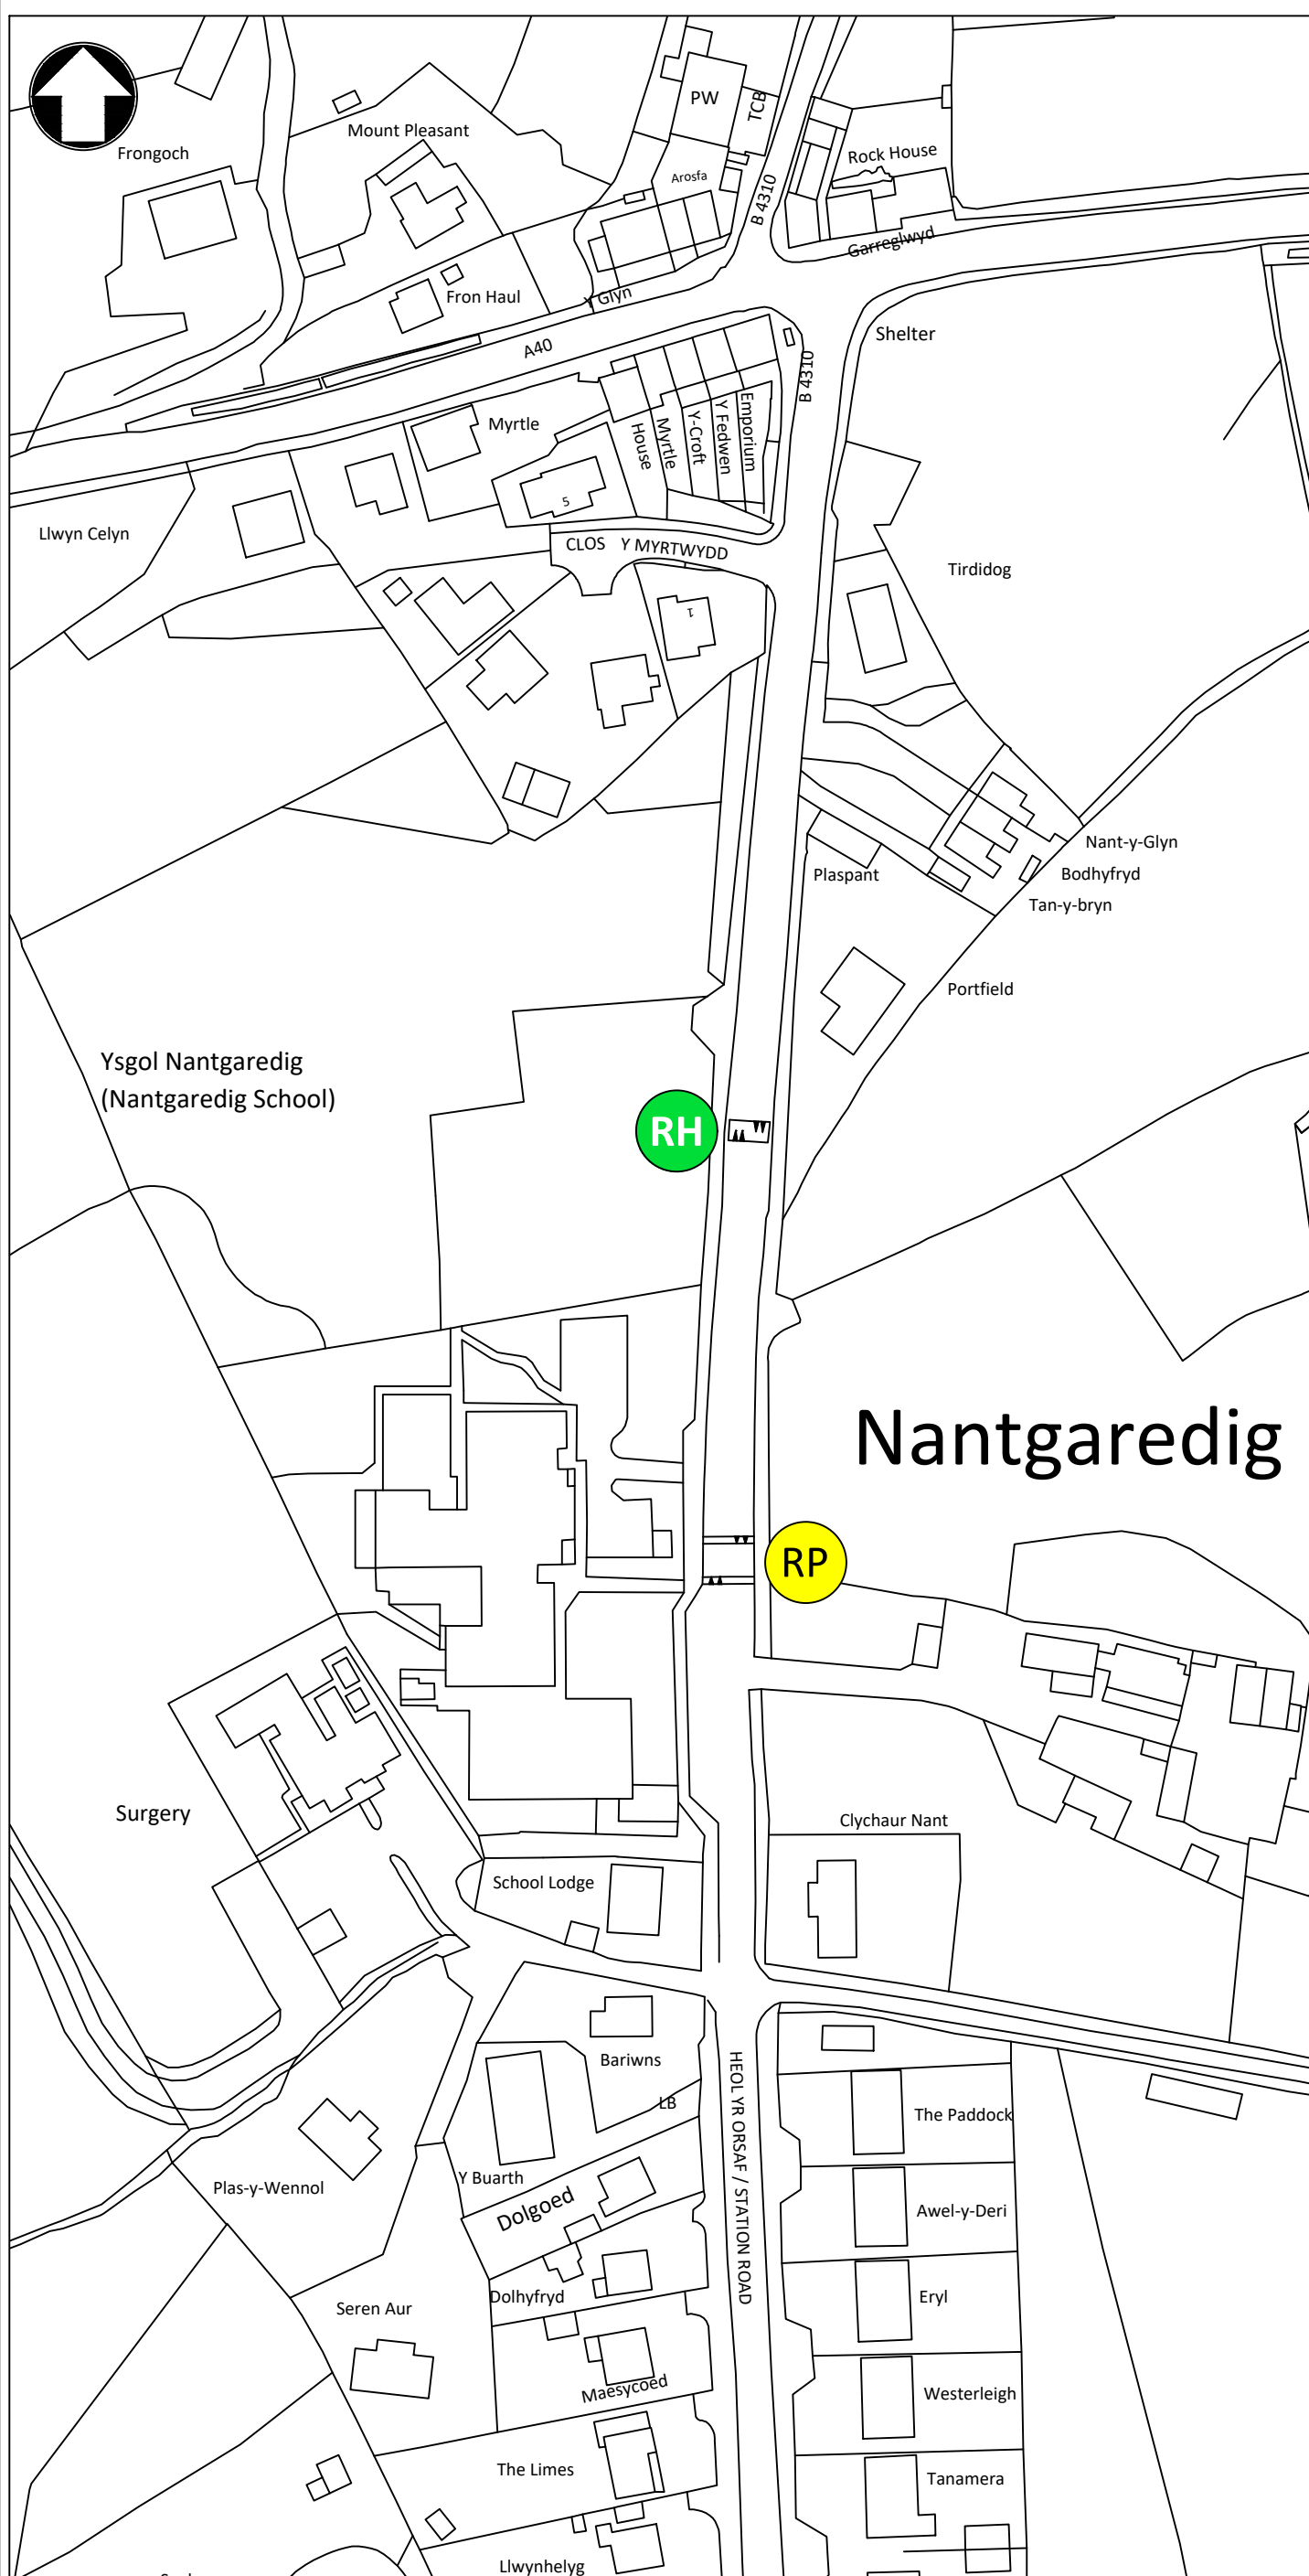 PW
TCB
Mount Pleasant
Frongoch
Rock House
Arosfa
B 4310
Garreglwyd
Fron Haul
Y Glyn
Shelter
A40
B 4310
Myrtle
House
Myrtle
Y-Croft
Y Fedwen
Emporium
5
Llwyn Celyn
CLOS Y MYRTWYDD
Tirdidog
1
Nant-y-Glyn
Plaspant
Bodhyfryd
Tan-y-bryn
Portfield
Ysgol Nantgaredig
(Nantgaredig School)
RH
Nantgaredig
RP
Surgery
Clychaur Nant
School Lodge
Bariwns
HEOL YR ORSAF / STATION ROAD
LB
The Paddock
Y Buarth
Plas-y-Wennol
Dolgoed
Awel-y-Deri
Dolhyfryd
Eryl
Seren Aur
Maesycoed
Westerleigh
The Limes
Tanamera
Llwynhelyg